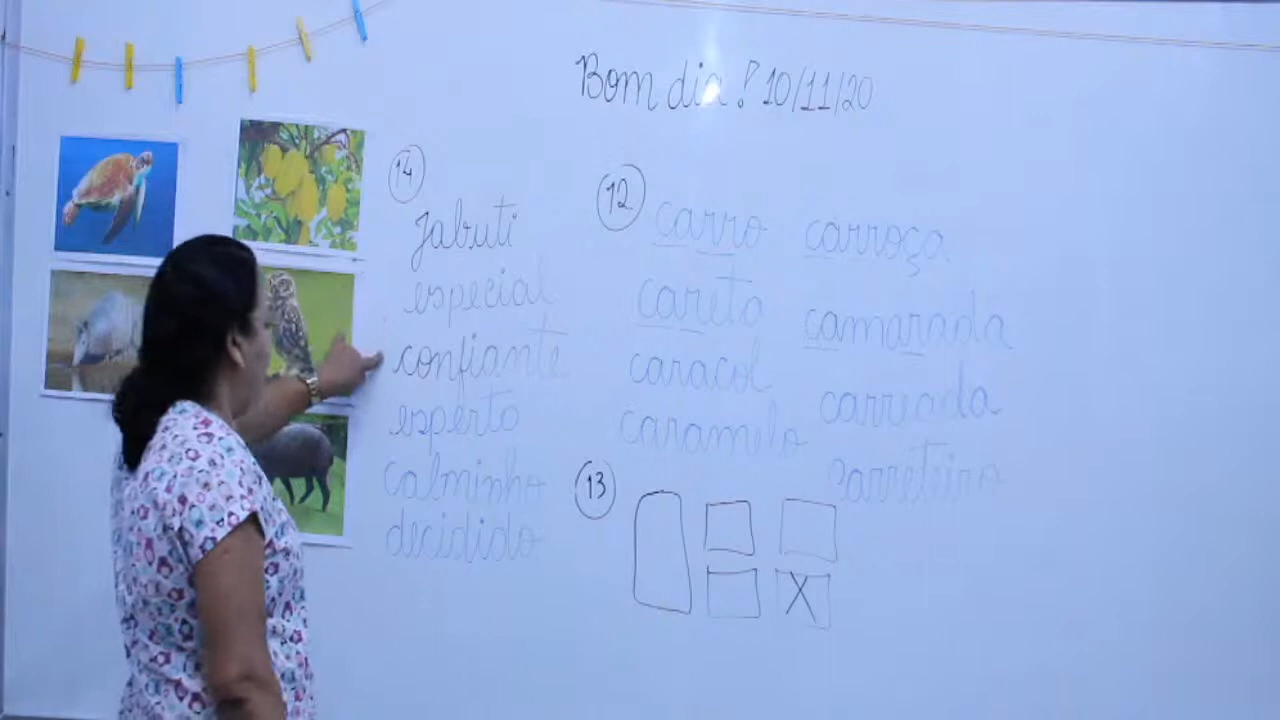 Bom dia! 10/11/20
14
Jabuti
especial
confiante
esperto
calminho
decidido
12
carro carroça
careta camarada
caracol carreada
caramelo carreteiro
13
X